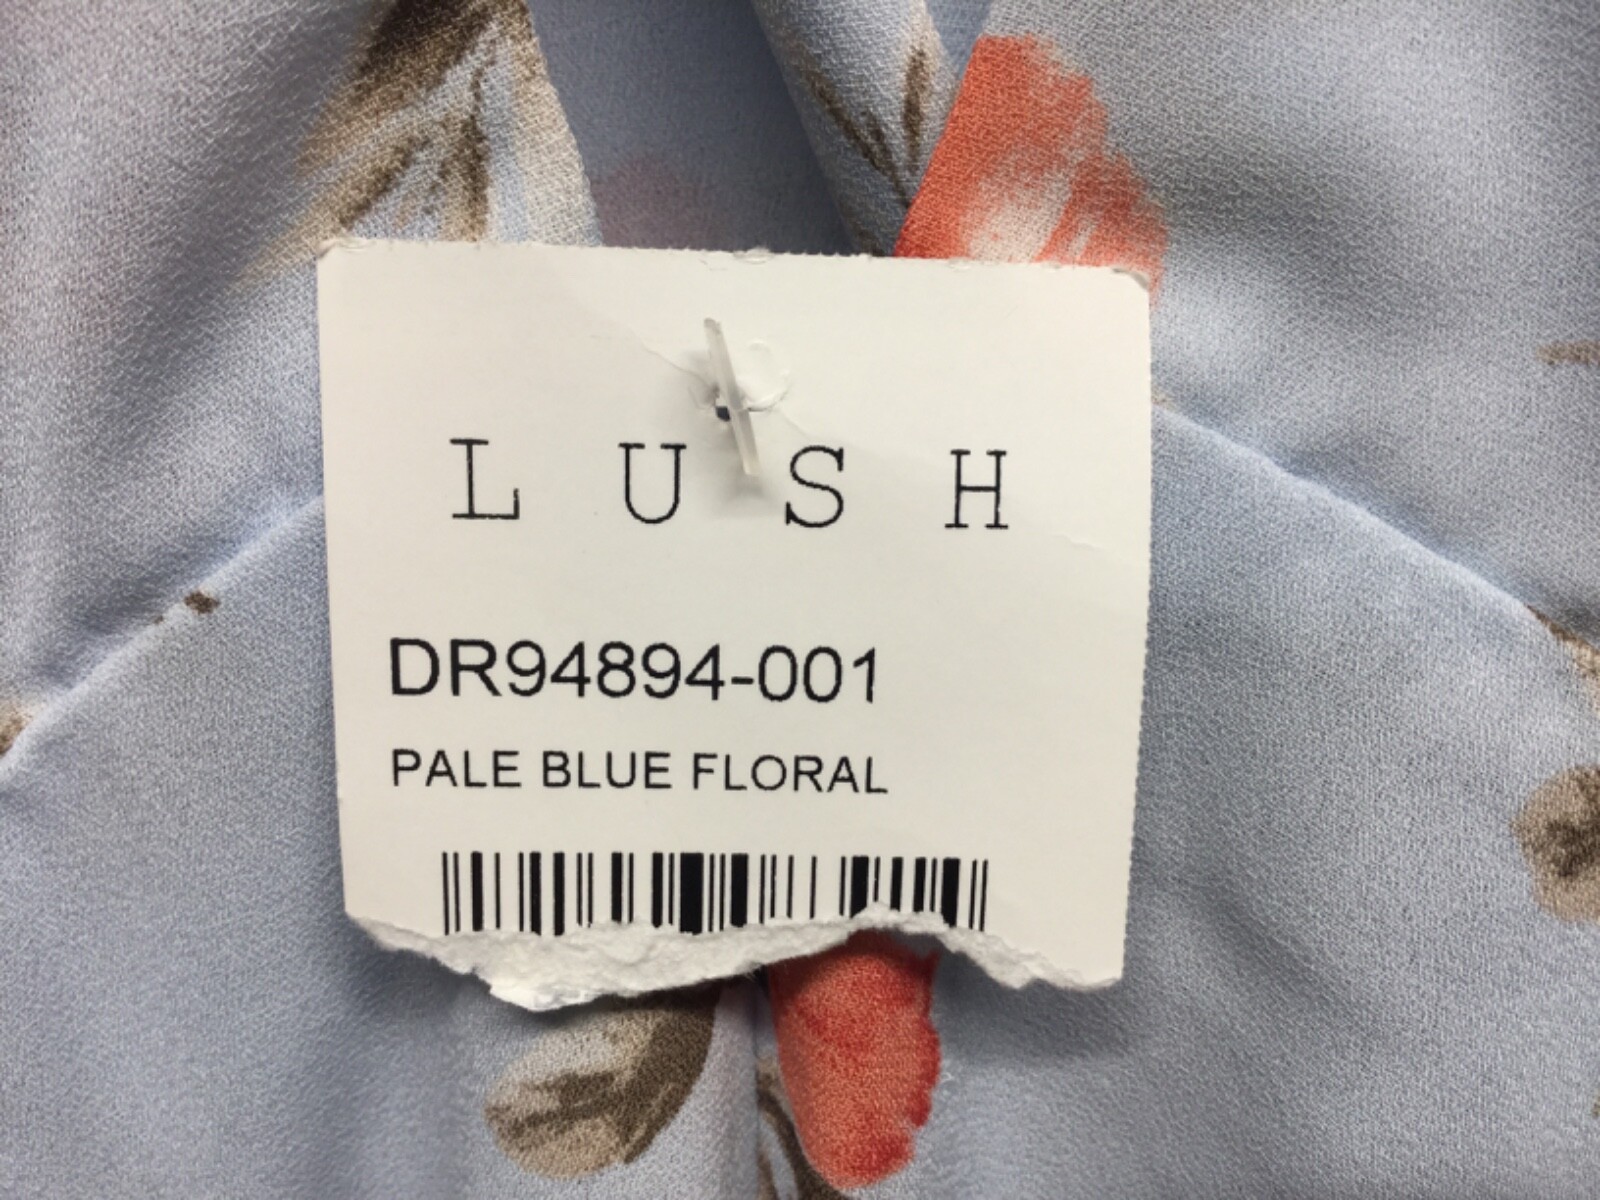 L U S H
DR94894-001
PALE BLUE FLORAL